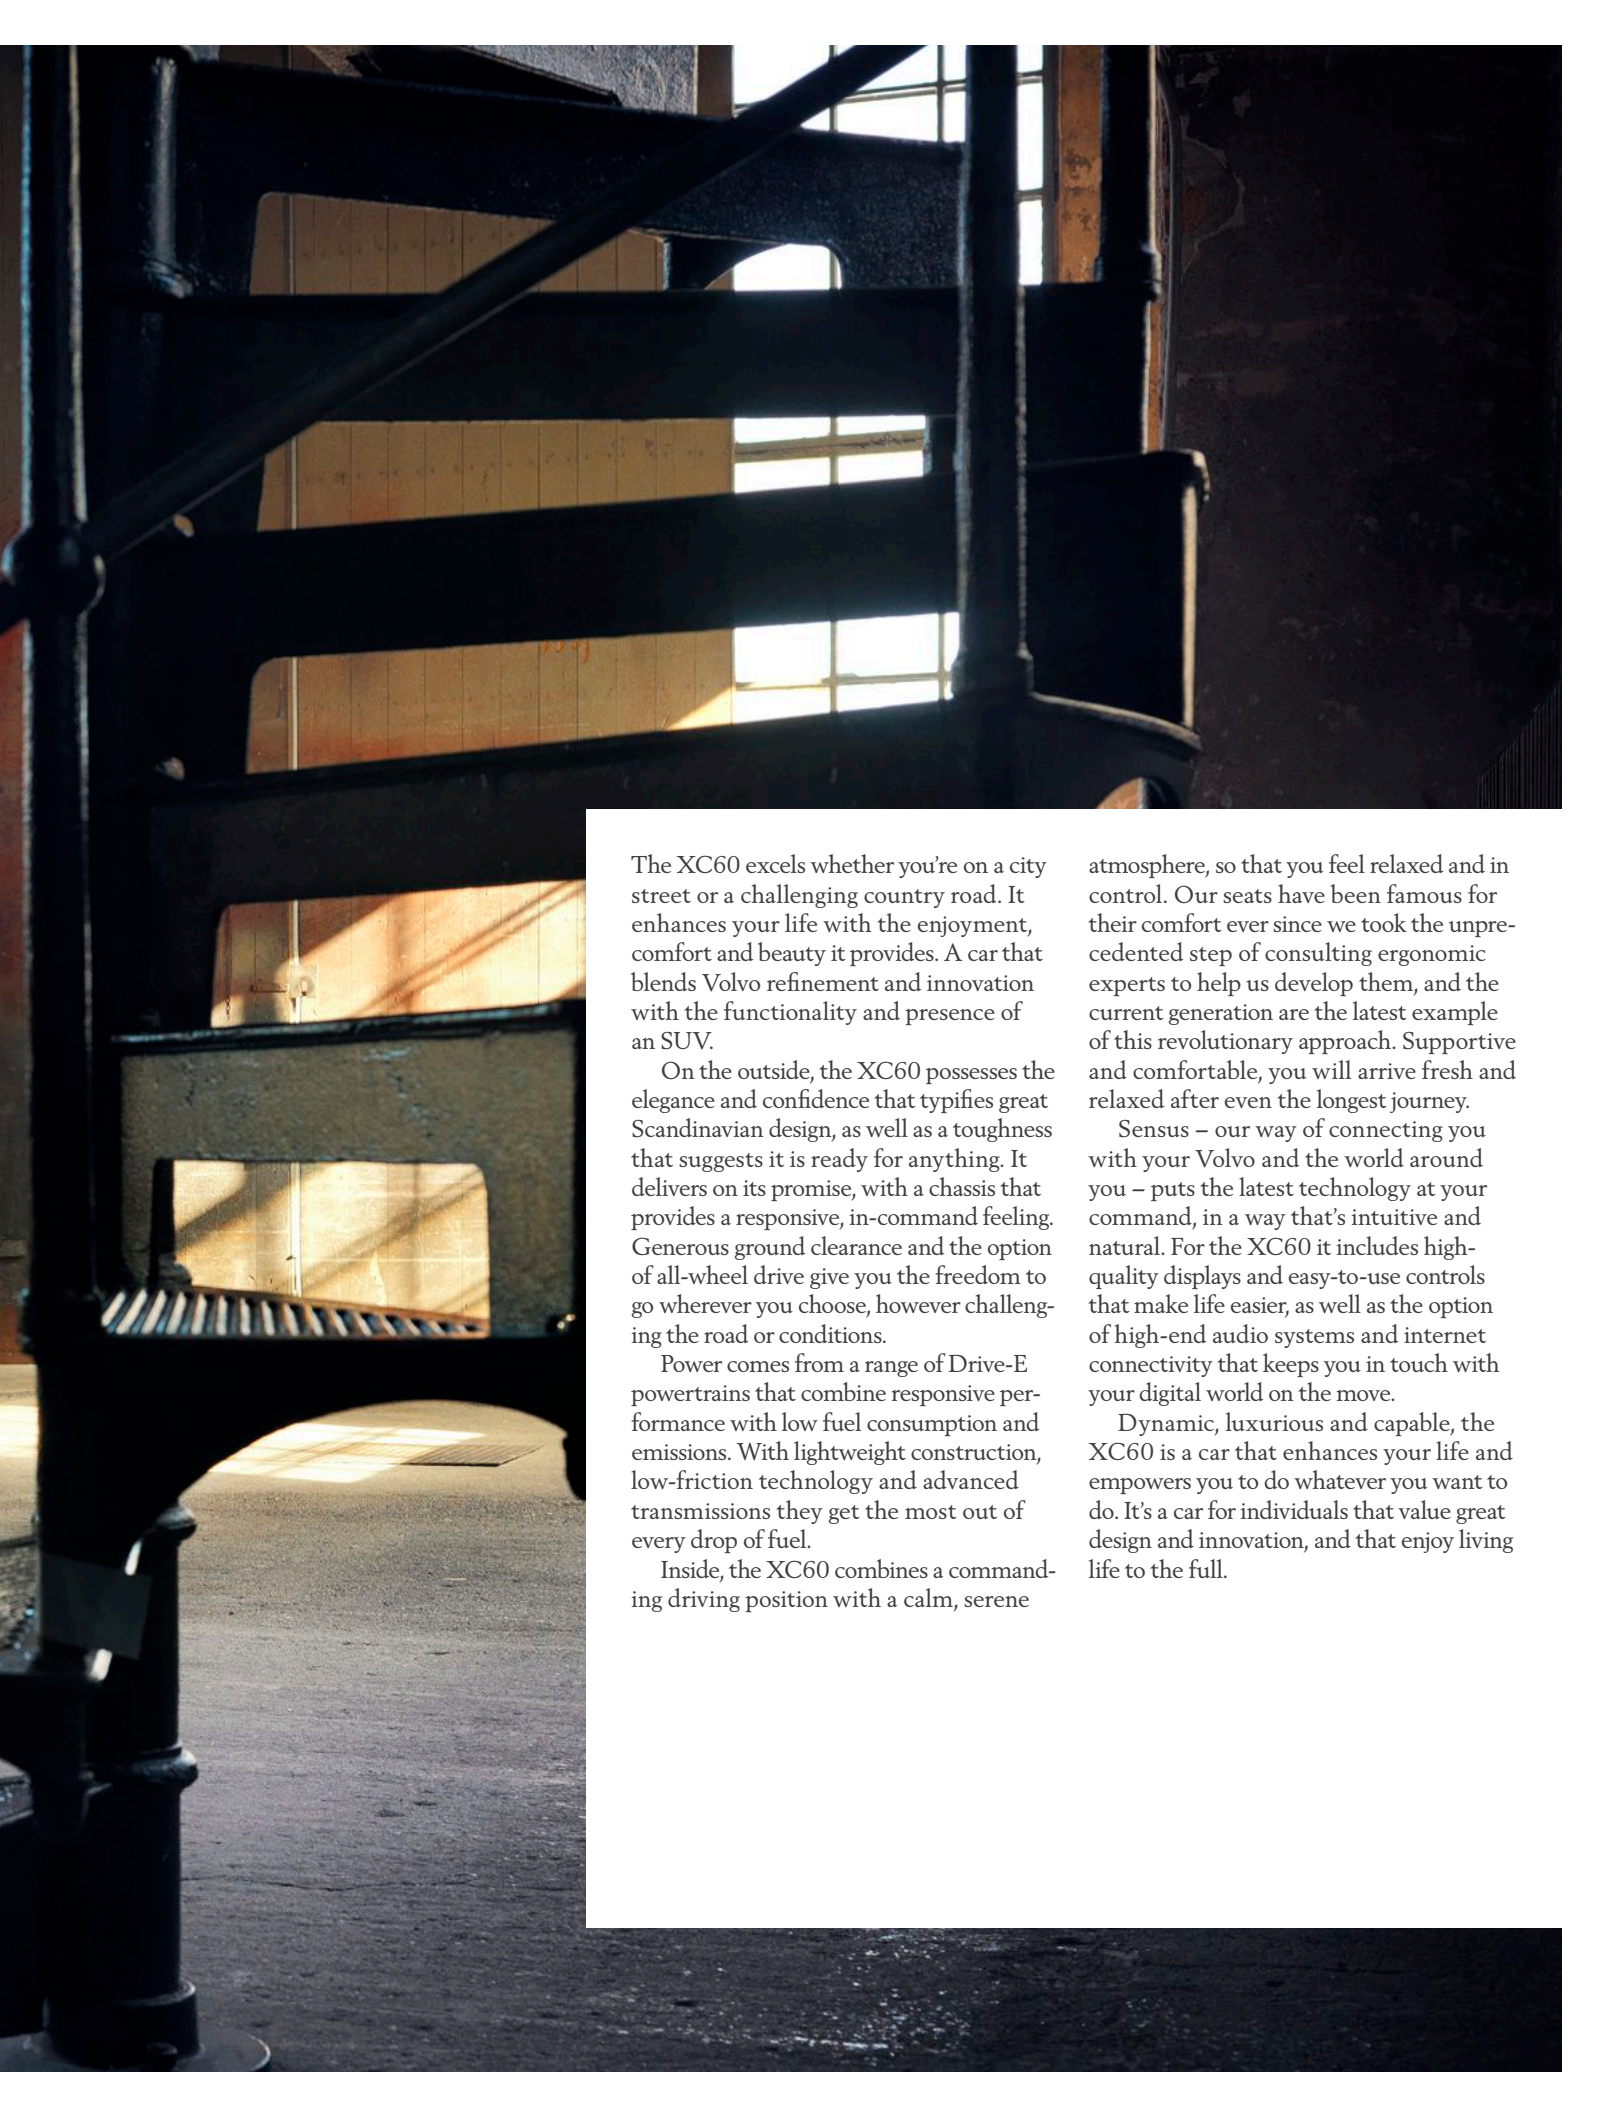 The XC60 excels whether you're on a city
street or a challenging country road. It
enhances your life with the enjoyment,
comfort and beauty it provides. A car that
blends Volvo refinement and innovation
with the functionality and presence of
an SUV.
On the outside, the XC60 possesses the
elegance and confidence that typifies great
Scandinavian design, as well as a toughness
that suggests it is ready for anything. It
delivers on its promise, with a chassis that
provides a responsive, in-command feeling.
Generous ground clearance and the option
of all-wheel drive give you the freedom to
go wherever you choose, however challeng-
ing the road or conditions.
Power comes from a range of Drive-E
powertrains that combine responsive per-
formance with low fuel consumption and
emissions. With lightweight construction,
low-friction technology and advanced
transmissions they get the most out of
every drop of fuel.
Inside, the XC60 combines a command-
ing driving position with a calm, serene
atmosphere, so that you feel relaxed and in
control. Our seats have been famous for
their comfort ever since we took the unpre-
cedented step of consulting ergonomic
experts to help us develop them, and the
current generation are the latest example
of this revolutionary approach. Supportive
and comfortable, you will arrive fresh and
relaxed after even the longest journey.
Sensus – our way of connecting you
with your Volvo and the world around
you – puts the latest technology at your
command, in a way that's intuitive and
natural. For the XC60 it includes high-
quality displays and easy-to-use controls
that make life easier, as well as the option
of high-end audio systems and internet
connectivity that keeps you in touch with
your digital world on the move.
Dynamic, luxurious and capable, the
XC60 is a car that enhances your life and
empowers you to do whatever you want to
do. It's a car for individuals that value great
design and innovation, and that enjoy living
life to the full.